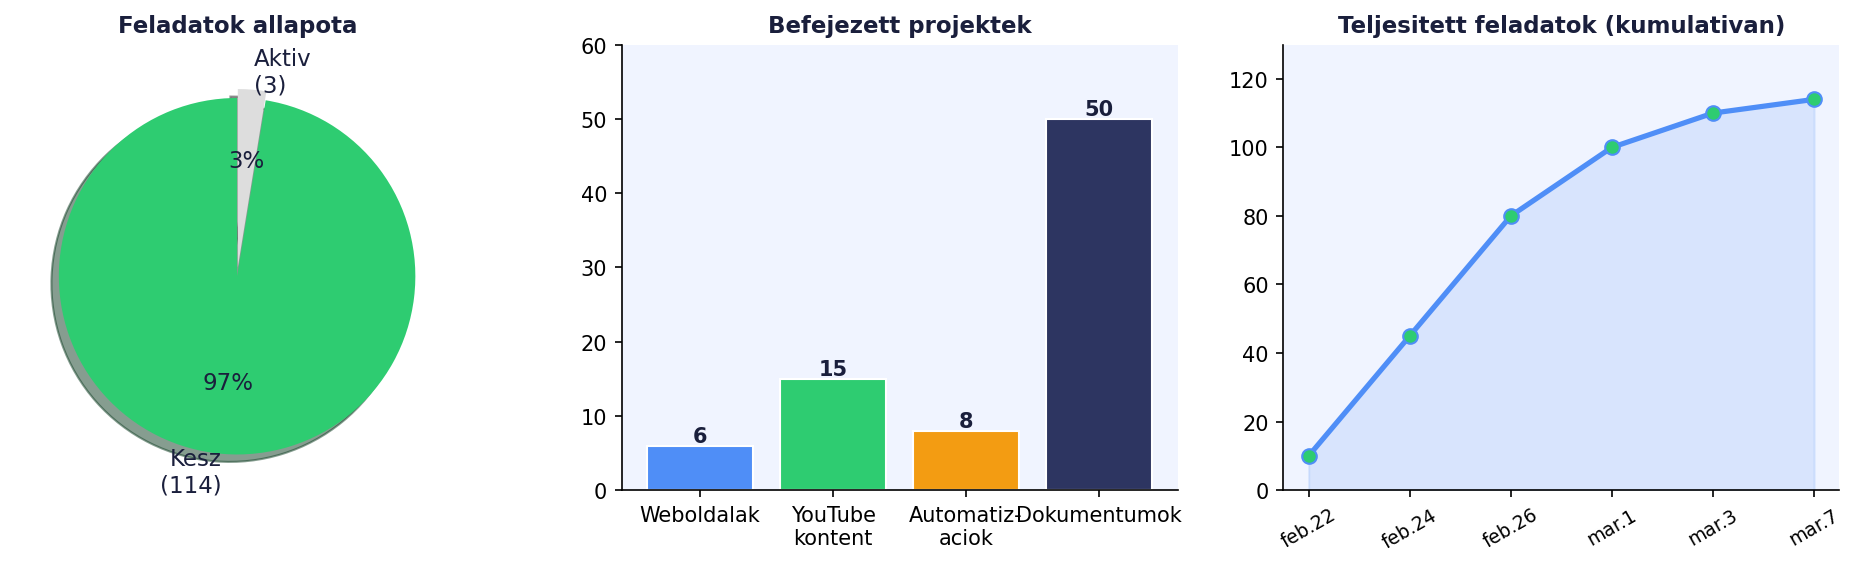 Feladatok allapota
Aktiv
(3)
3%
97%
Kesz
(114)
Befejezett projektek
60
50
40
30
20
10
0
6
15
8
50
Weboldalak
YouTube
kontent
Automatiz-
aciok
Dokumentumok
Teljesitett feladatok (kumulativan)
120
100
80
60
40
20
0
feb.22
feb.24
feb.26
mar.1
mar.3
mar.7